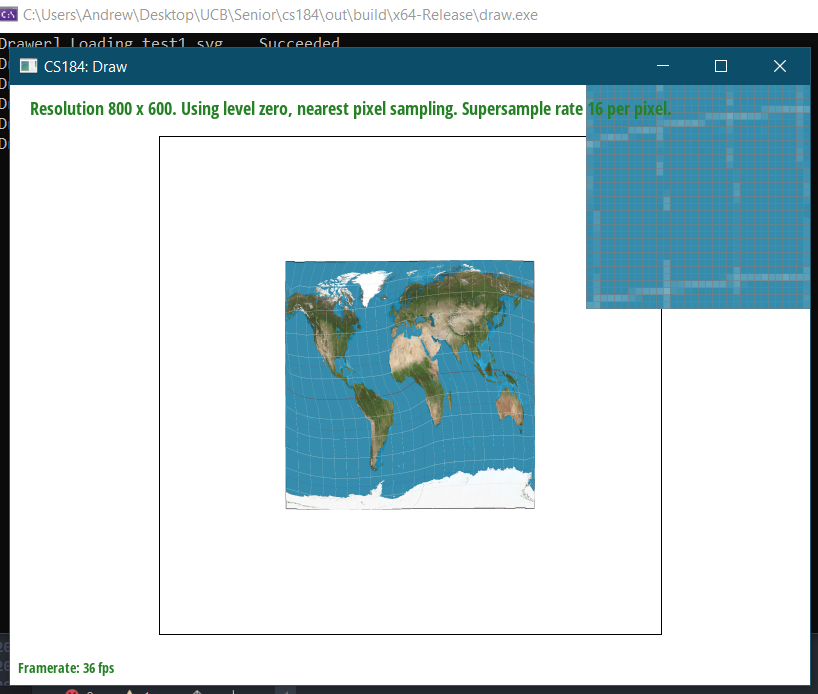 C:\Users\Andrew\Desktop\UCB\Senior\cs184\out\build\x64-Release\draw.exe
Drawer] Loading test1.svg... Succeeded
CS184: Draw
Resolution 800 x 600. Using level zero, nearest pixel sampling. Supersample rate 16 per pixel.
Framerate: 36 fps